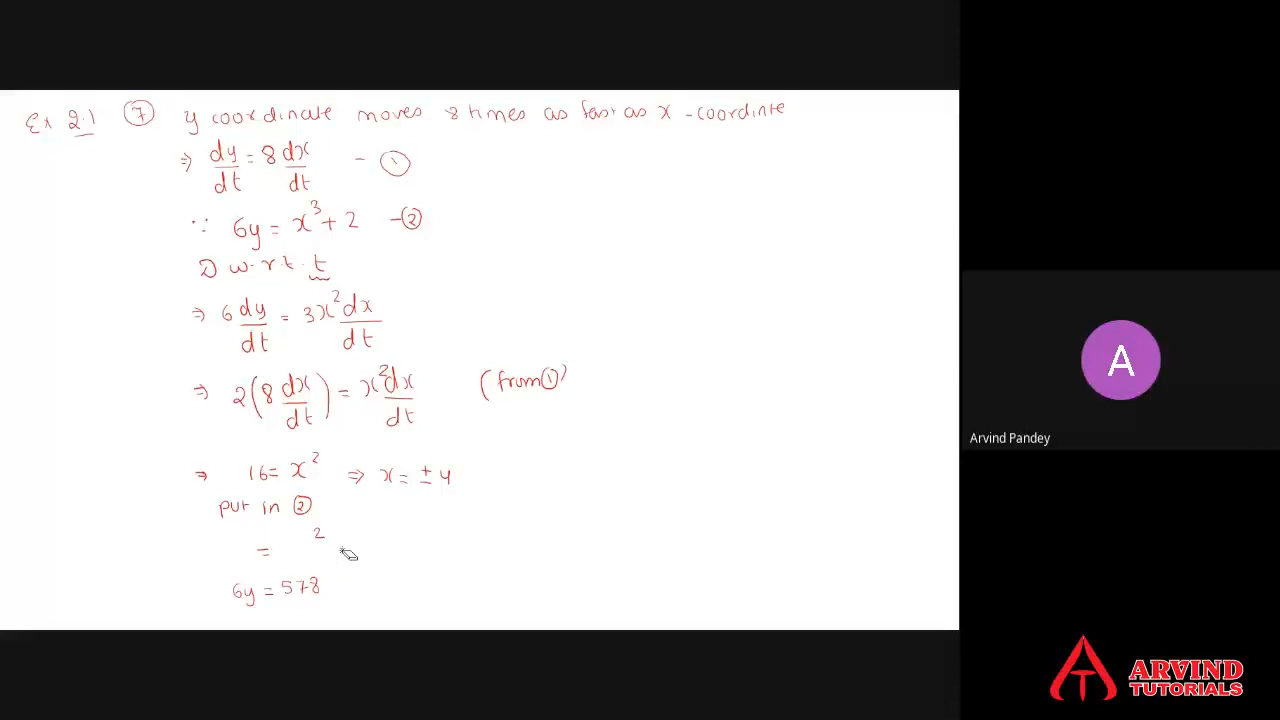 Ex 2.1 ⑦ y coordinate moves 8 times as fast as x-coordinte
⇒ dy/dt = 8 dx/dt - ①
∵ 6y = x³ + 2 - ②
D w.r.t. t
⇒ 6 dy/dt = 3x² dx/dt
⇒ 2(8 dx/dt) = x² dx/dt (from ①)
⇒ 16 = x² ⇒ x = ± 4
put in ②
= 2
6y = 578
A
Arvind Pandey
ARVIND
TUTORIALS